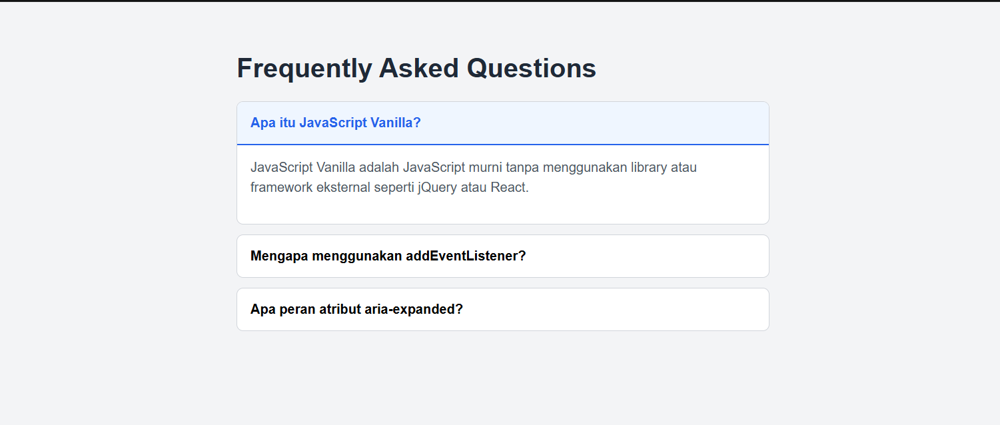 Frequently Asked Questions
Apa itu JavaScript Vanilla?
JavaScript Vanilla adalah JavaScript murni tanpa menggunakan library atau
framework eksternal seperti jQuery atau React.
Mengapa menggunakan addEventListener?
Apa peran atribut aria-expanded?